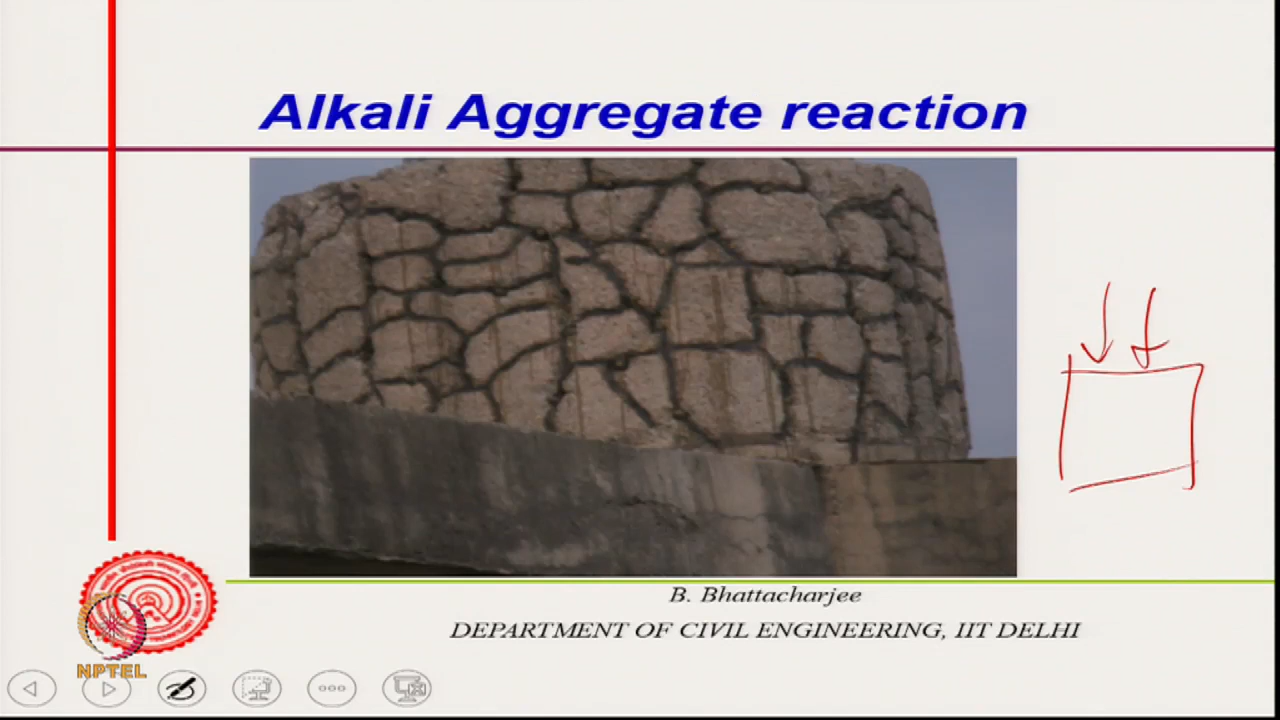 Alkali Aggregate reaction
B. Bhattacharjee
DEPARTMENT OF CIVIL ENGINEERING, IIT DELHI
NPTEL